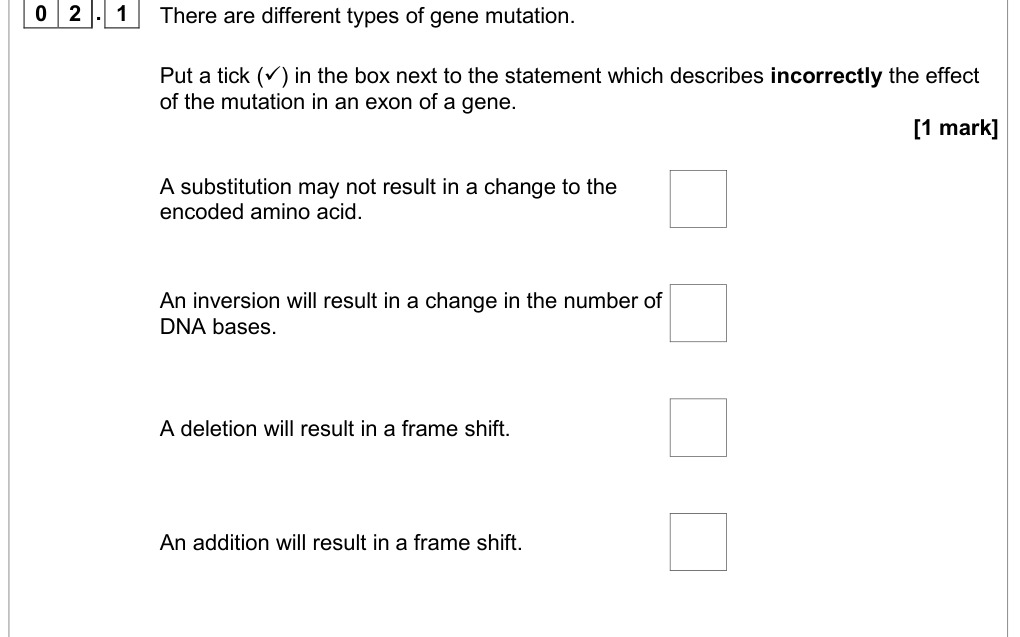 02.1 There are different types of gene mutation.
Put a tick (✓) in the box next to the statement which describes incorrectly the effect
of the mutation in an exon of a gene.
[1 mark]
A substitution may not result in a change to the
encoded amino acid.
An inversion will result in a change in the number of
DNA bases.
A deletion will result in a frame shift.
An addition will result in a frame shift.